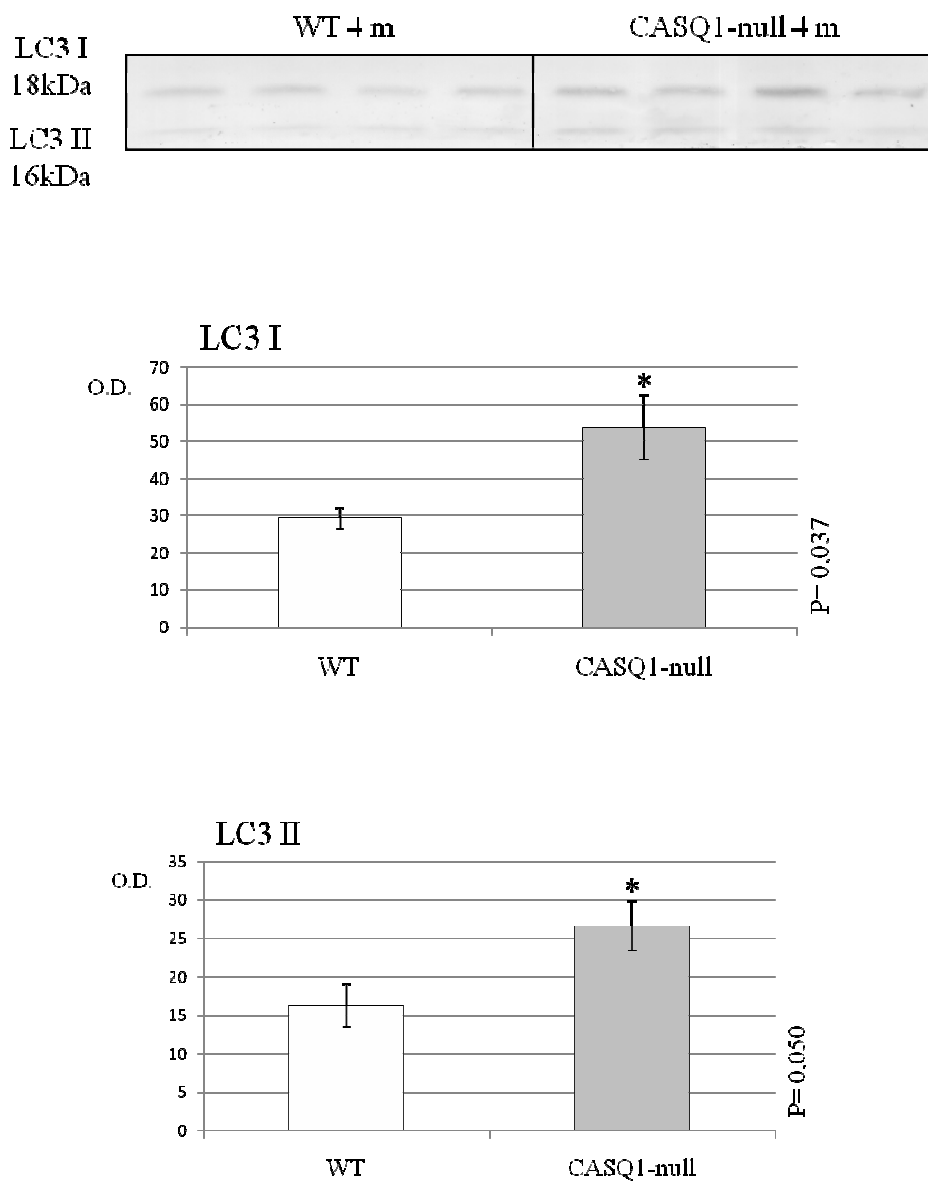 WT 4 m CASQ1-null 4 m
LC3 I
18kDa
LC3 II
16kDa
LC3 I
O.D.
70
60
50
40
30
20
10
0
*
P= 0.037
WT CASQ1-null
LC3 II
O.D.
35
30
25
20
15
10
5
0
*
P= 0.050
WT CASQ1-null